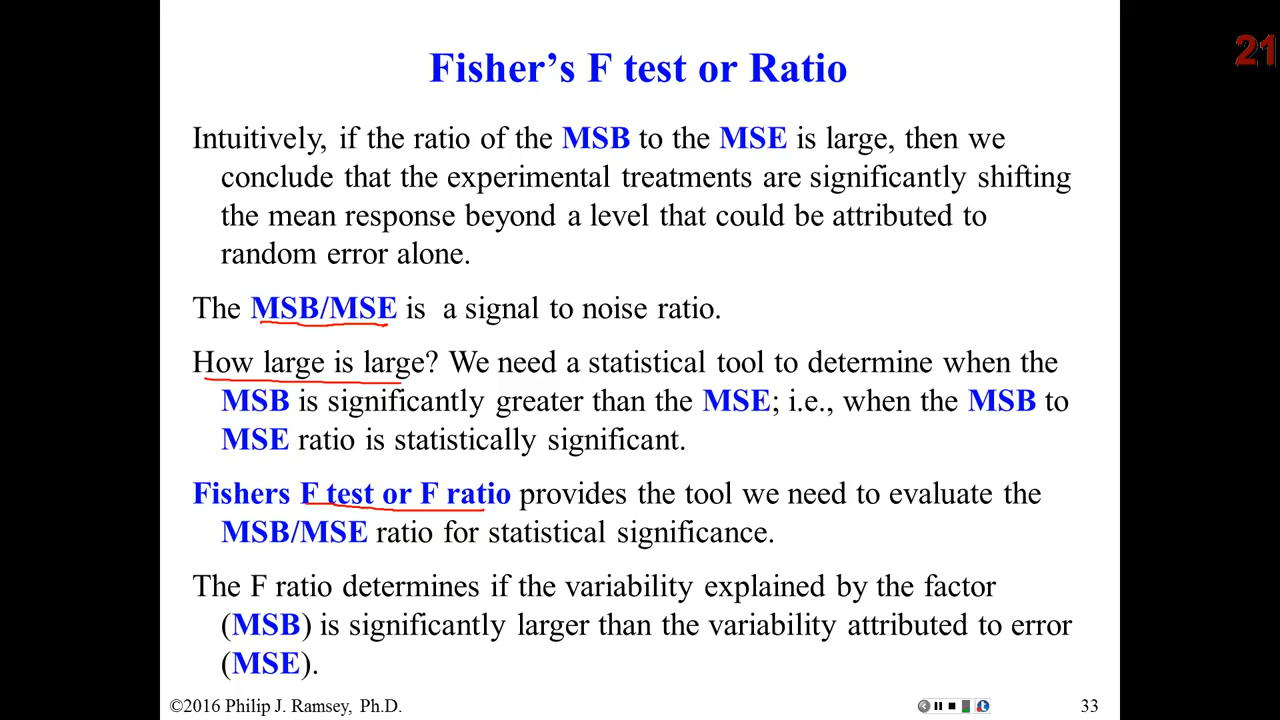 21
Fisher's F test or Ratio
Intuitively, if the ratio of the MSB to the MSE is large, then we
conclude that the experimental treatments are significantly shifting
the mean response beyond a level that could be attributed to
random error alone.
The MSB/MSE is a signal to noise ratio.
How large is large? We need a statistical tool to determine when the
MSB is significantly greater than the MSE; i.e., when the MSB to
MSE ratio is statistically significant.
Fishers F test or F ratio provides the tool we need to evaluate the
MSB/MSE ratio for statistical significance.
The F ratio determines if the variability explained by the factor
(MSB) is significantly larger than the variability attributed to error
(MSE).
©2016 Philip J. Ramsey, Ph.D.
33